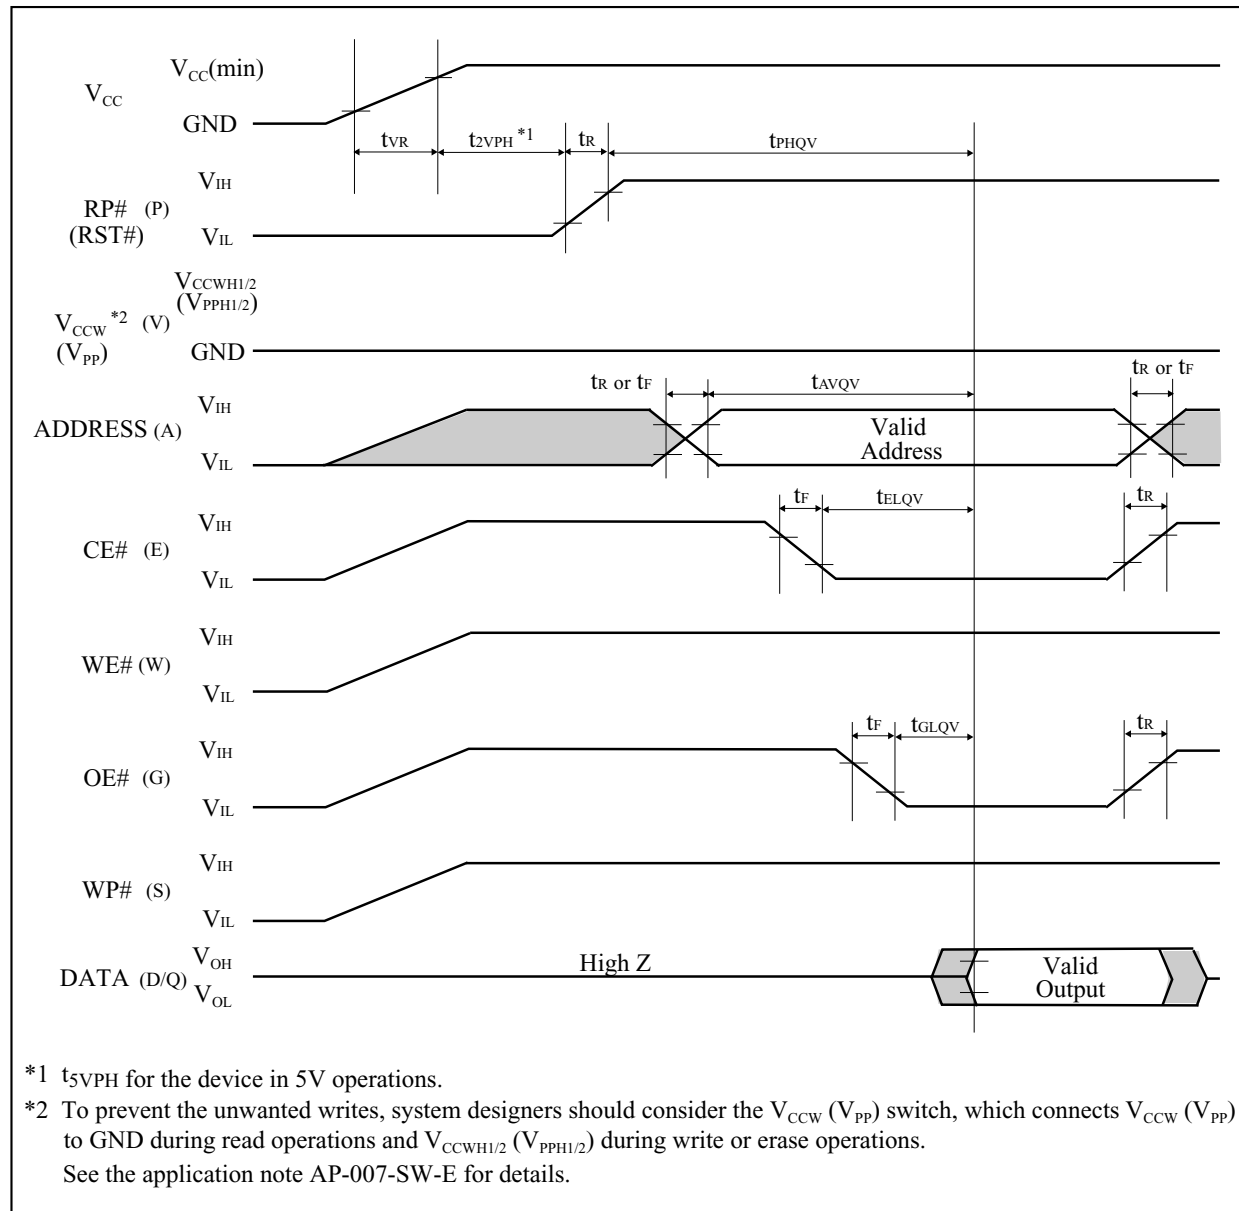 VCC(min)
VCC
GND
tVR
t2VPH *1
tR
tPHQV
VIH
RP# (P)
(RST#)
VIL
VCCWH1/2
(VPPH1/2)
VCCW *2 (V)
(VPP)
GND
tR or tF
tAVQV
tR or tF
VIH
ADDRESS (A)
Valid
Address
VIL
tF
tELQV
tR
VIH
CE# (E)
VIL
VIH
WE# (W)
VIL
tF
tGLQV
tR
VIH
OE# (G)
VIL
VIH
WP# (S)
VIL
VOH
High Z
Valid
Output
DATA (D/Q)
VOL
*1 t5VPH for the device in 5V operations.
*2 To prevent the unwanted writes, system designers should consider the VCCW (VPP) switch, which connects VCCW (VPP)
to GND during read operations and VCCWH1/2 (VPPH1/2) during write or erase operations.
See the application note AP-007-SW-E for details.